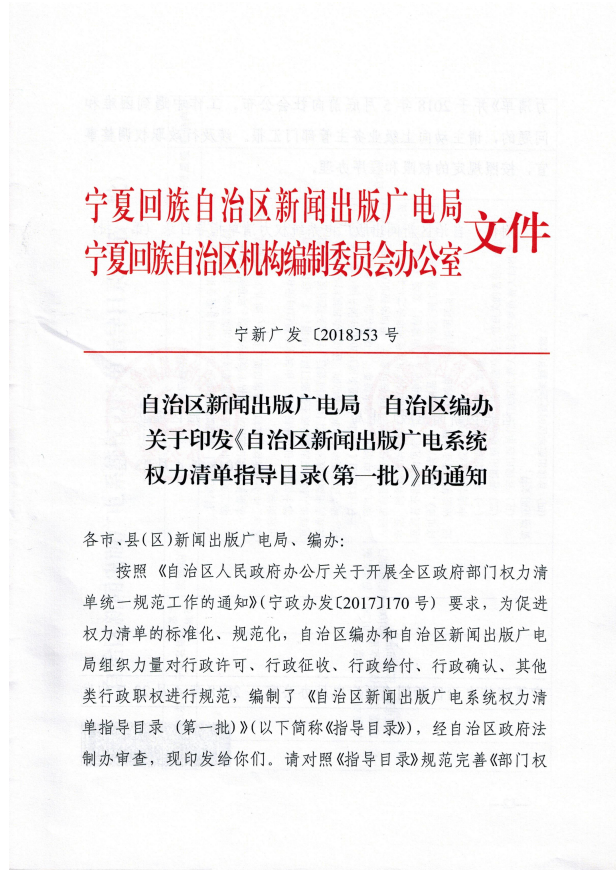 宁夏回族自治区新闻出版广电局
宁夏回族自治区机构编制委员会办公室
文件
宁新广发〔2018〕53 号
自治区新闻出版广电局　自治区编办
关于印发《自治区新闻出版广电系统
权力清单指导目录(第一批)》的通知
各市、县(区)新闻出版广电局、编办:
按照《自治区人民政府办公厅关于开展全区政府部门权力清
单统一规范工作的通知》(宁政办发〔2017〕170 号) 要求，为促进
权力清单的标准化、规范化，自治区编办和自治区新闻出版广电
局组织力量对行政许可、行政征收、行政给付、行政确认、其他
类行政职权进行规范，编制了《自治区新闻出版广电系统权力清
单指导目录 (第一批)》(以下简称《指导目录》)，经自治区政府法
制办审查，现印发给你们。请对照《指导目录》规范完善《部门权